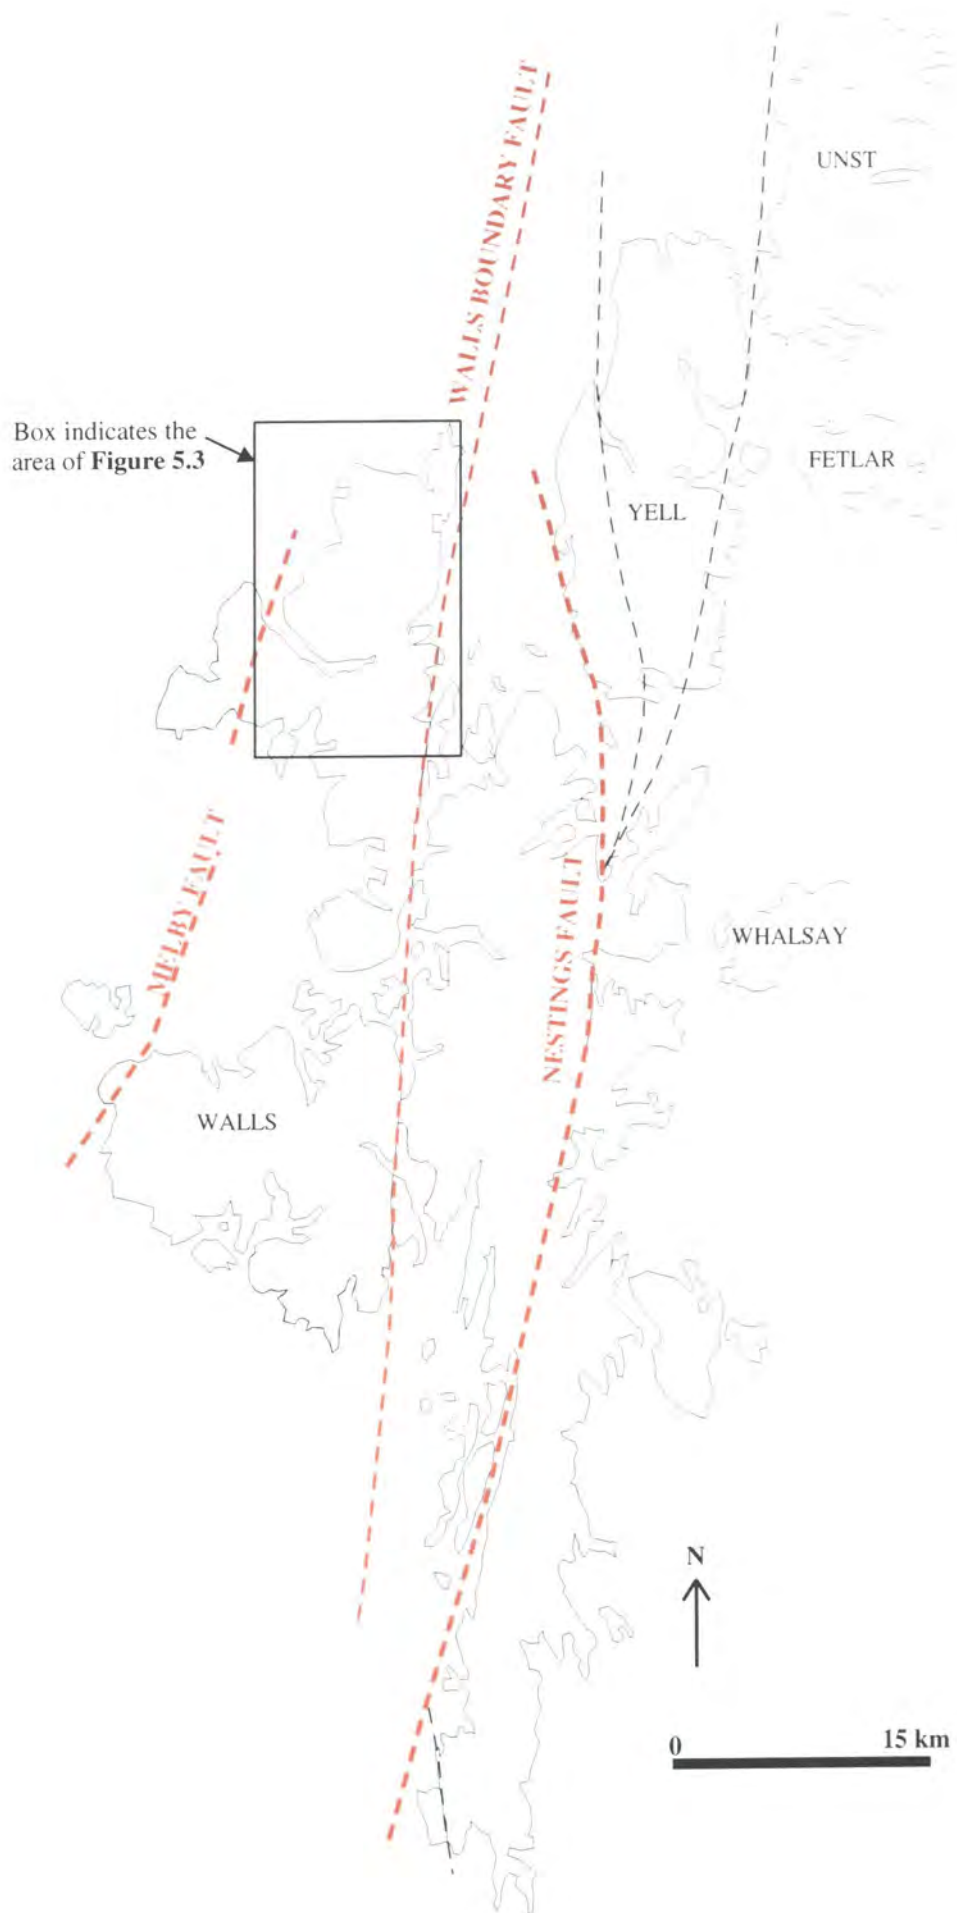 WALLS BOUNDARY FAULT
UNST
Box indicates the
area of Figure 5.3
FETLAR
YELL
MELBY FAULT
NESTINGS FAULT
WHALSAY
WALLS
N
0 15 km